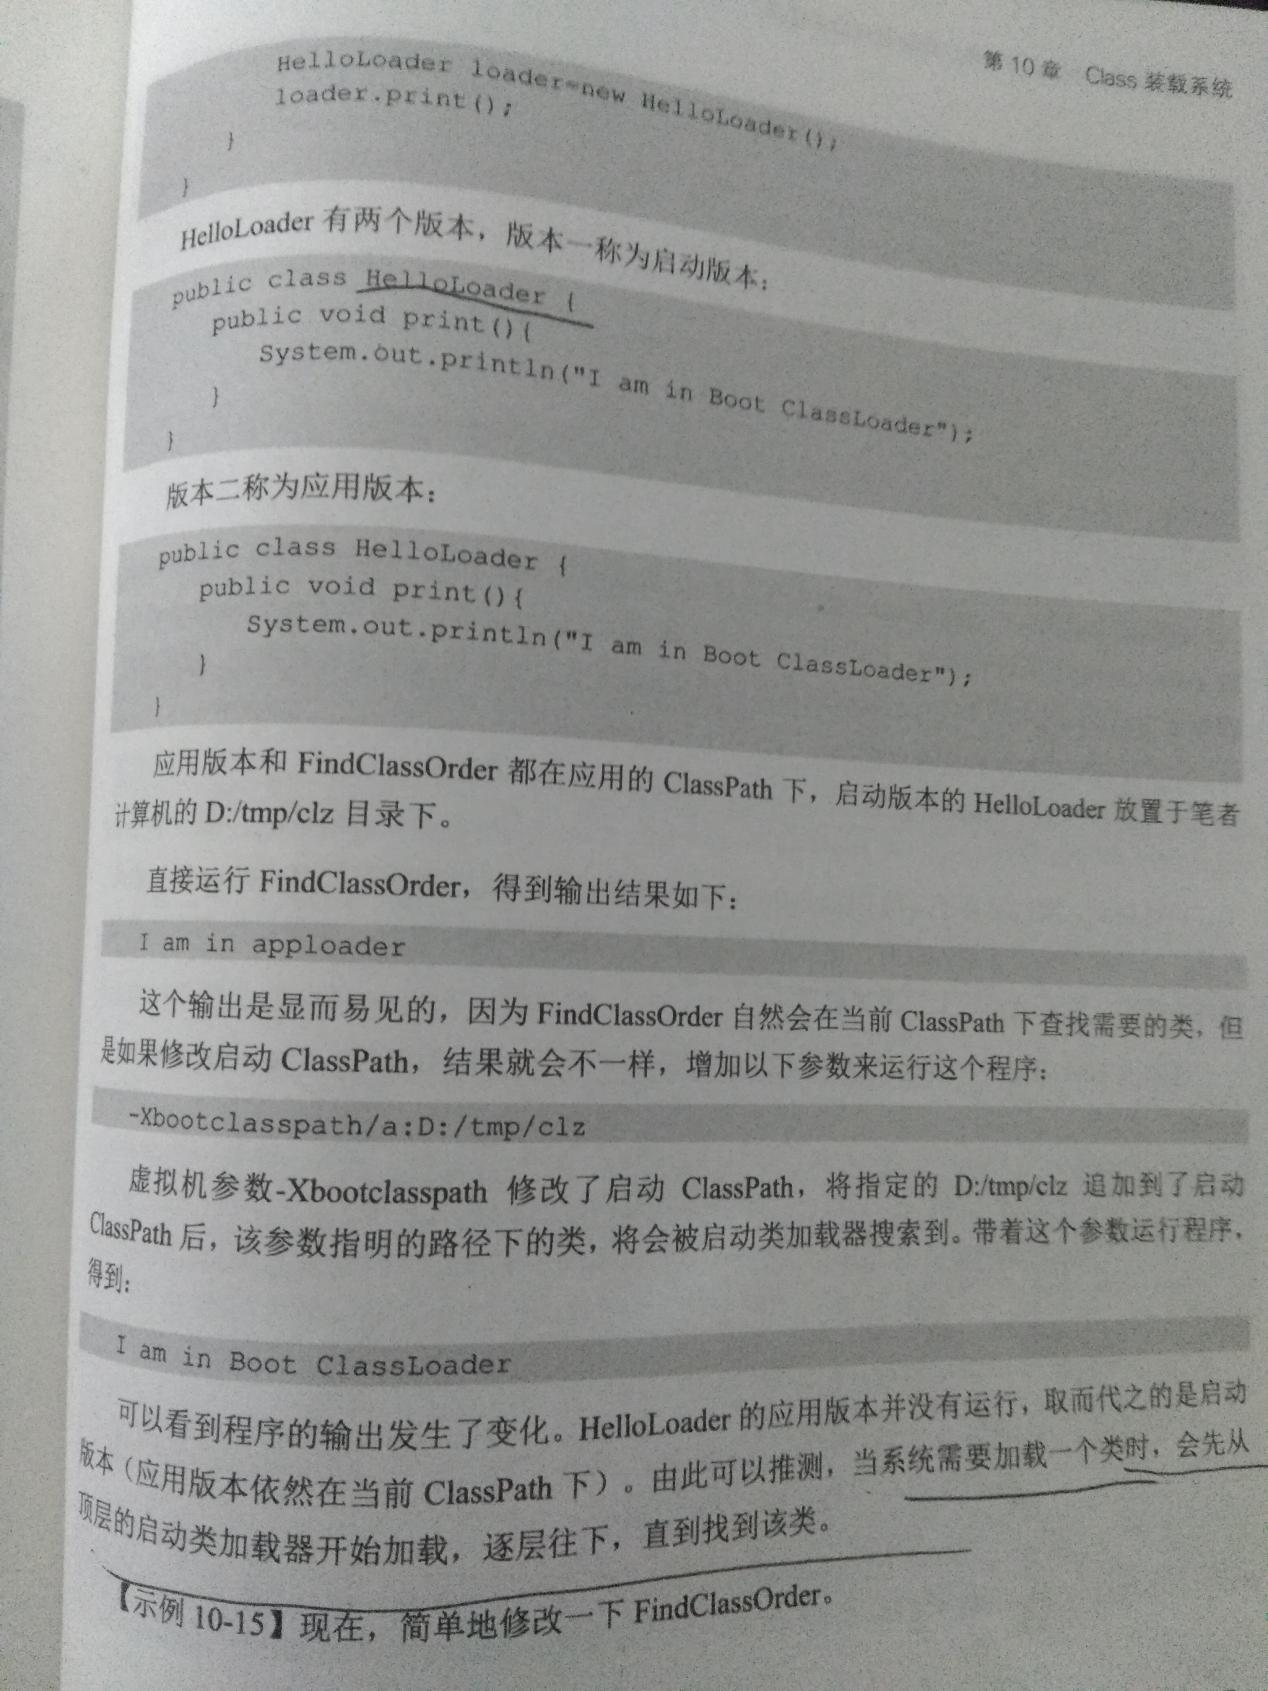 第 10 章 Class 装载系统
HelloLoader loader=new HelloLoader();
loader.print();
}
}
HelloLoader 有两个版本，版本一称为启动版本：
public class HelloLoader {
public void print(){
System.out.println("I am in Boot ClassLoader");
}
}
版本二称为应用版本：
public class HelloLoader {
public void print(){
System.out.println("I am in Boot ClassLoader");
}
}
应用版本和 FindClassOrder 都在应用的 ClassPath 下，启动版本的 HelloLoader 放置于笔者
计算机的 D:/tmp/clz 目录下。
直接运行 FindClassOrder，得到输出结果如下：
I am in apploader
这个输出是显而易见的，因为 FindClassOrder 自然会在当前 ClassPath 下查找需要的类，但
是如果修改启动 ClassPath，结果就会不一样，增加以下参数来运行这个程序：
-Xbootclasspath/a:D:/tmp/clz
虚拟机参数-Xbootclasspath 修改了启动 ClassPath，将指定的 D:/tmp/clz 追加到了启动
ClassPath 后，该参数指明的路径下的类，将会被启动类加载器搜索到。带着这个参数运行程序，
得到：
I am in Boot ClassLoader
可以看到程序的输出发生了变化。HelloLoader 的应用版本并没有运行，取而代之的是启动
版本（应用版本依然在当前 ClassPath 下）。由此可以推测，当系统需要加载一个类时，会先从
顶层的启动类加载器开始加载，逐层往下，直到找到该类。
【示例 10-15】现在，简单地修改一下 FindClassOrder。